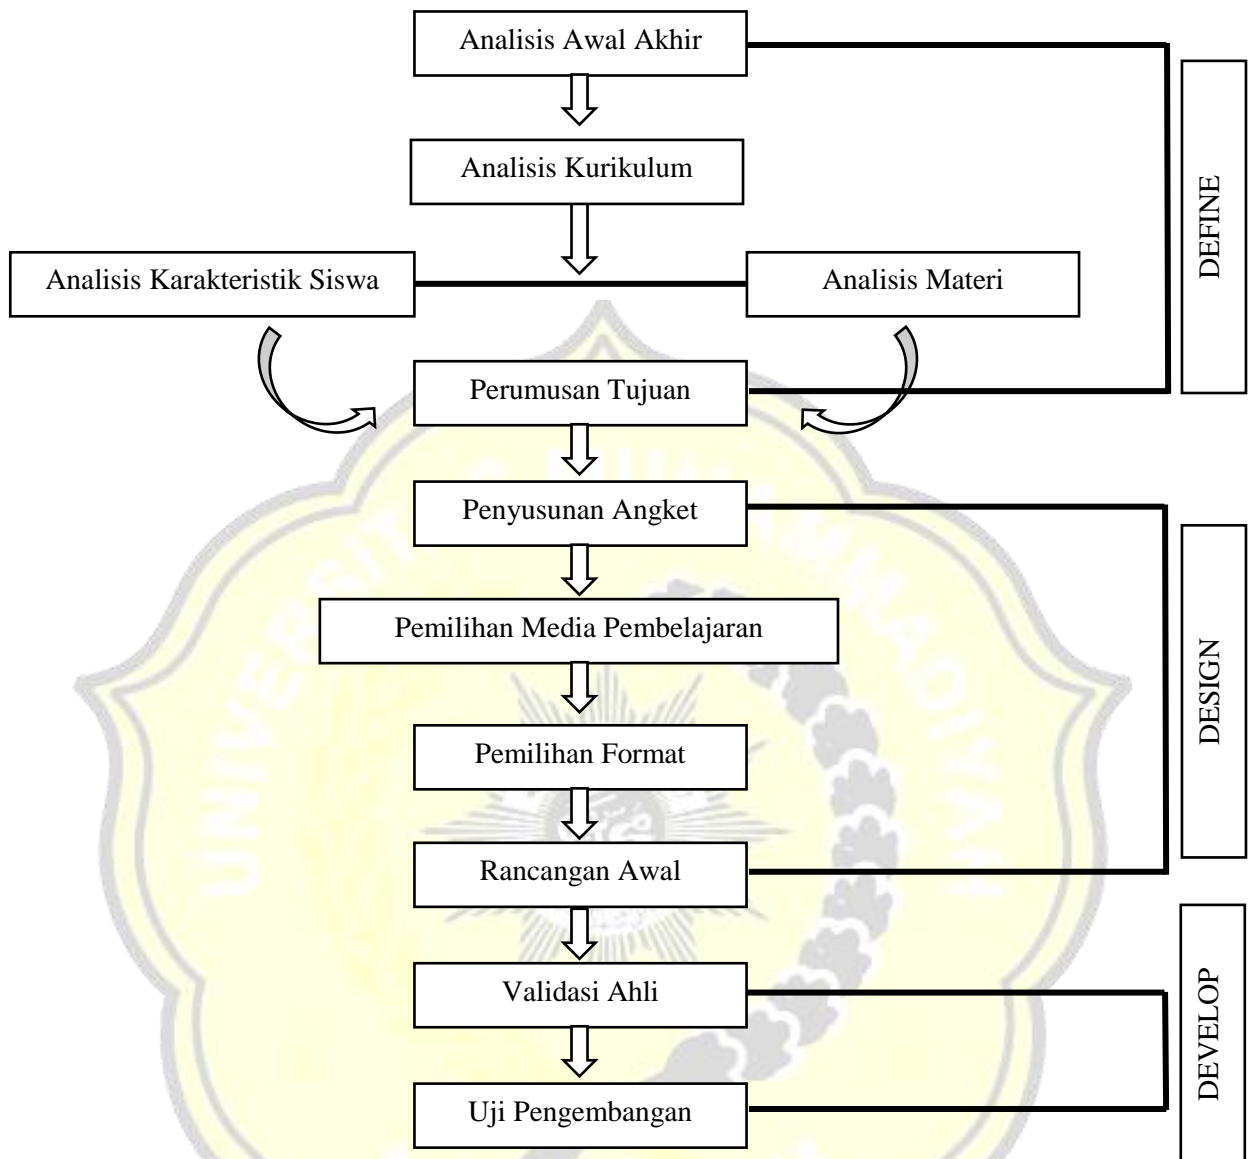 Analisis Awal Akhir
Analisis Kurikulum
DEFINE
Analisis Karakteristik Siswa
Analisis Materi
Perumusan Tujuan
Penyusunan Angket
Pemilihan Media Pembelajaran
DESIGN
Pemilihan Format
Rancangan Awal
Validasi Ahli
DEVELOP
Uji Pengembangan